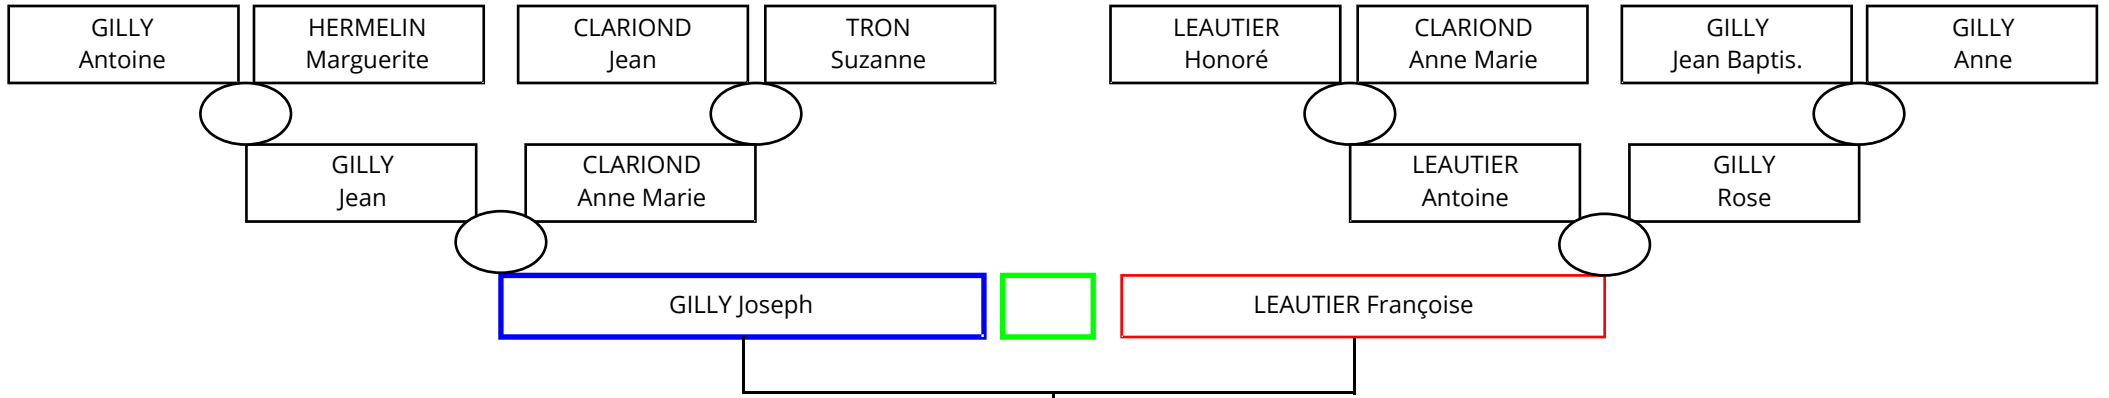 GILLY
Antoine
HERMELIN
Marguerite
CLARIOND
Jean
TRON
Suzanne
LEAUTIER
Honoré
CLARIOND
Anne Marie
GILLY
Jean Baptis.
GILLY
Anne
GILLY
Jean
CLARIOND
Anne Marie
LEAUTIER
Antoine
GILLY
Rose
GILLY Joseph
LEAUTIER Françoise